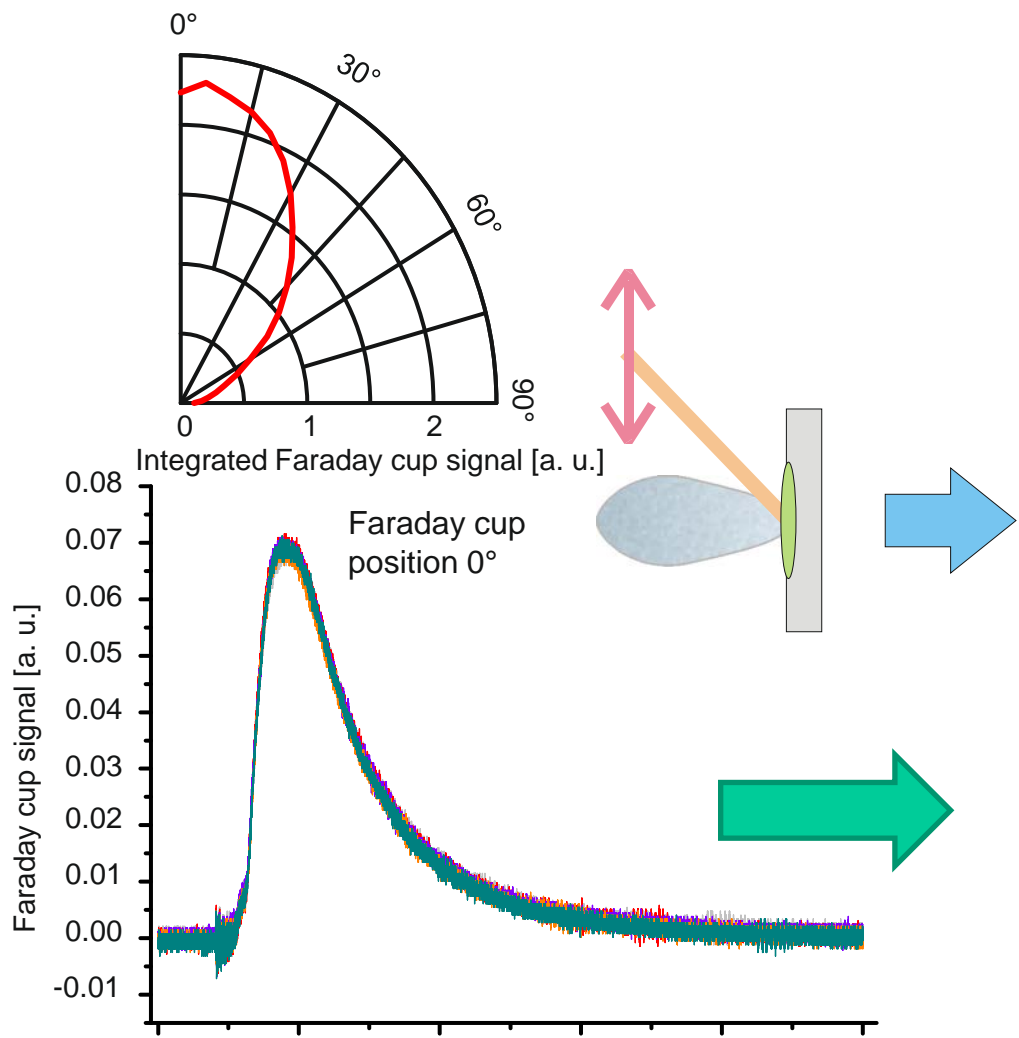 0°
30°
60°
90°
0 1 2
Integrated Faraday cup signal [a. u.]
Faraday cup
position 0°
Faraday cup signal [a. u.]
0.08
0.07
0.06
0.05
0.04
0.03
0.02
0.01
0.00
-0.01